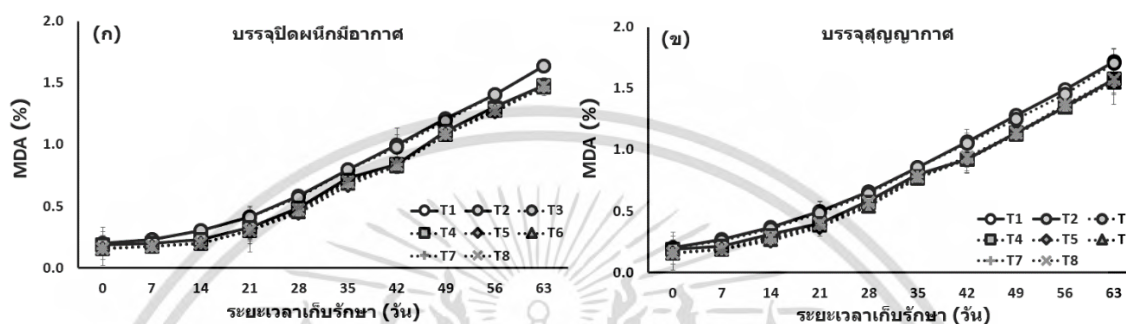 (ก) บรรจุปิดผนึกมีอากาศ
MDA (%)
2.0
1.5
1.0
0.5
0.0
T1 T2 T3
T4 T5 T6
T7 T8
0 7 14 21 28 35 42 49 56 63
ระยะเวลาเก็บรักษา (วัน)
(ข) บรรจุสุญญากาศ
MDA (%)
2.0
1.5
1.0
0.5
0.0
T1 T2 T
T4 T5 T
T7 T8
0 7 14 21 28 35 42 49 56 63
ระยะเวลาเก็บรักษา (วัน)